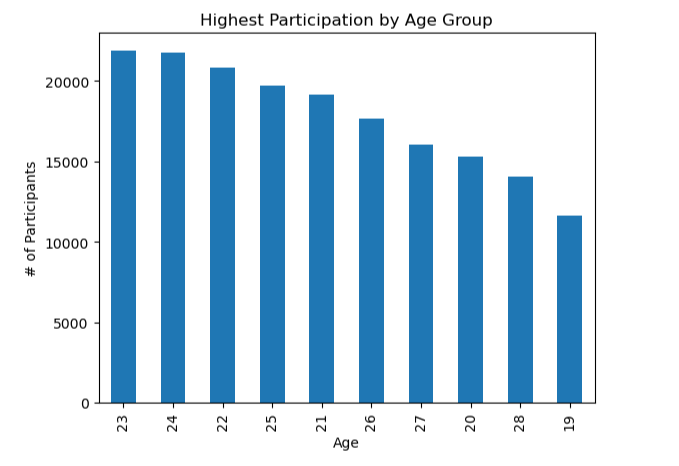 Highest Participation by Age Group
# of Participants
20000
15000
10000
5000
0
23 24 22 25 21 26 27 20 28 19
Age